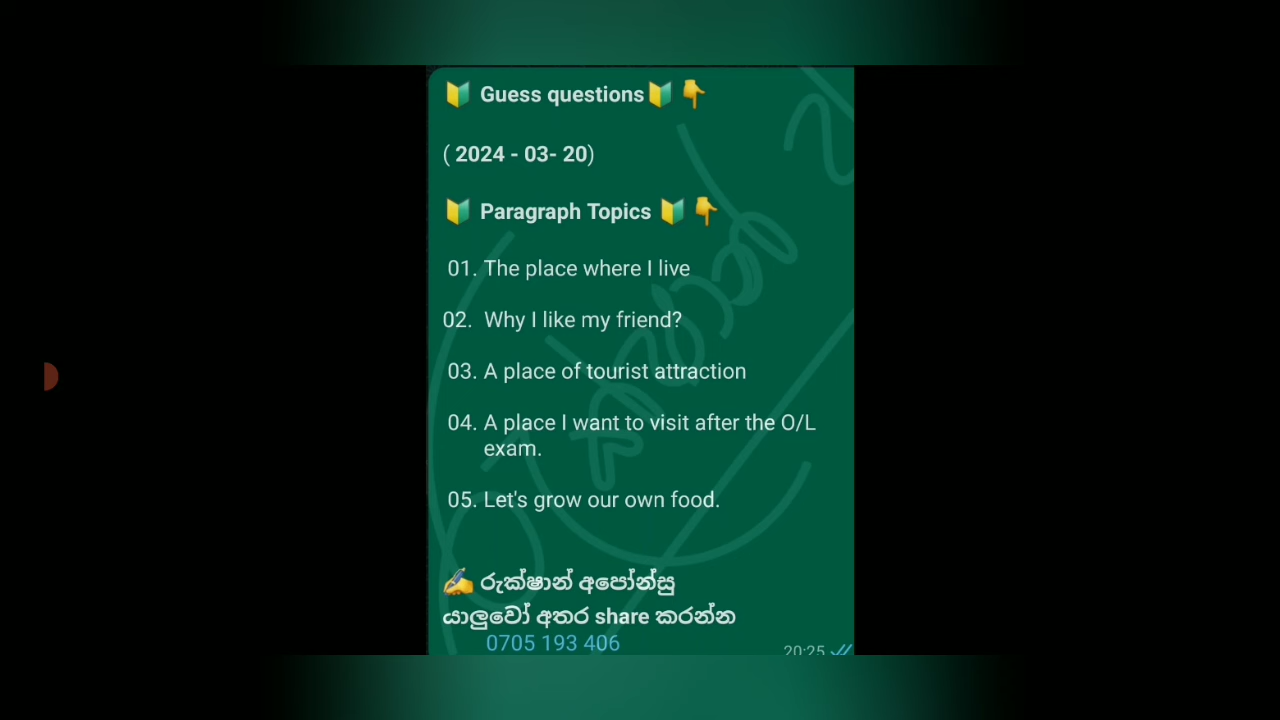 🔰 Guess questions🔰 👇
( 2024 - 03- 20)
🔰 Paragraph Topics 🔰 👇
01. The place where I live
02. Why I like my friend?
03. A place of tourist attraction
04. A place I want to visit after the O/L
exam.
05. Let's grow our own food.
✍️ රුක්ෂාන් අපෝන්සු
යාලුවෝ අතර share කරන්න
0705 193 406
20:25